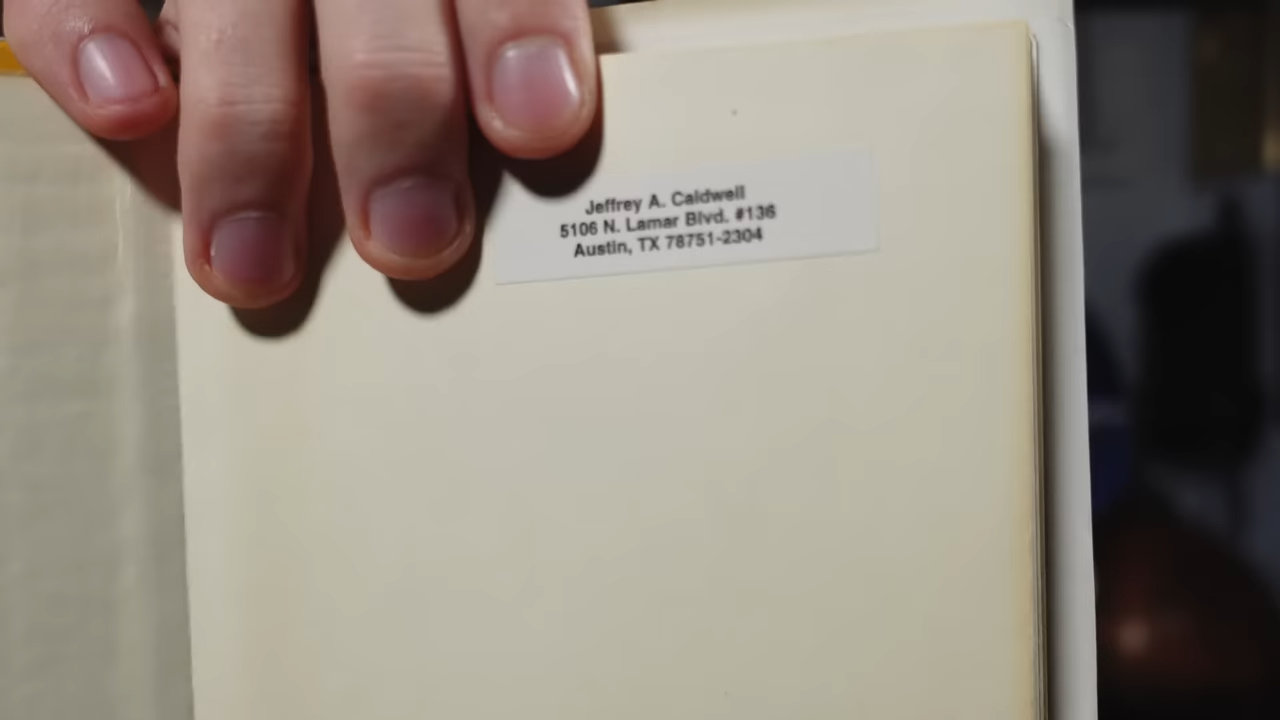 Jeffrey A. Caldwell
5106 N. Lamar Blvd. #136
Austin, TX 78751-2304